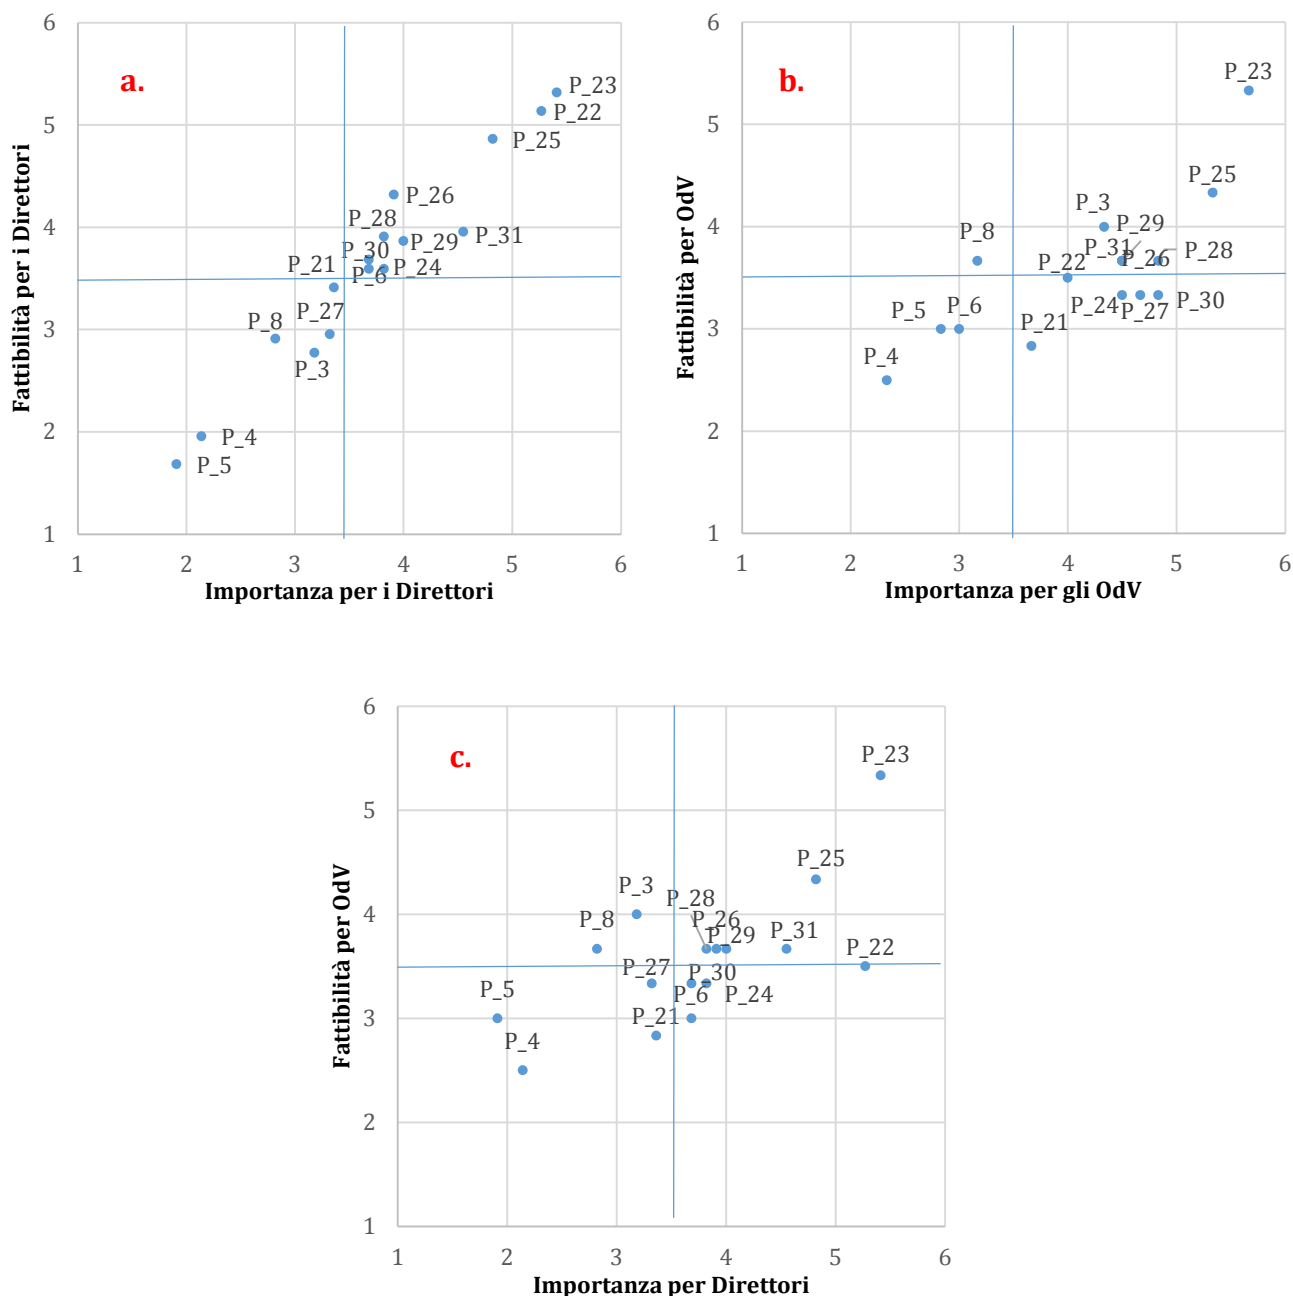 a.
6
5
4
3
2
1
P_23
P_22
P_25
P_26
P_28
P_31
P_29
P_30
P_24
P_6
P_21
P_27
P_8
P_3
P_4
P_5
1 2 3 4 5 6
Fattibilità per i Direttori
Importanza per i Direttori
b.
6
5
4
3
2
1
P_23
P_25
P_3
P_29
P_8
P_31
P_28
P_26
P_22
P_24
P_27
P_30
P_5
P_6
P_21
P_4
1 2 3 4 5 6
Fattibilità per OdV
Importanza per gli OdV
c.
6
5
4
3
2
1
P_23
P_25
P_3
P_28
P_8
P_26
P_29
P_31
P_22
P_27
P_30
P_5
P_6
P_24
P_21
P_4
1 2 3 4 5 6
Fattibilità per OdV
Importanza per Direttori